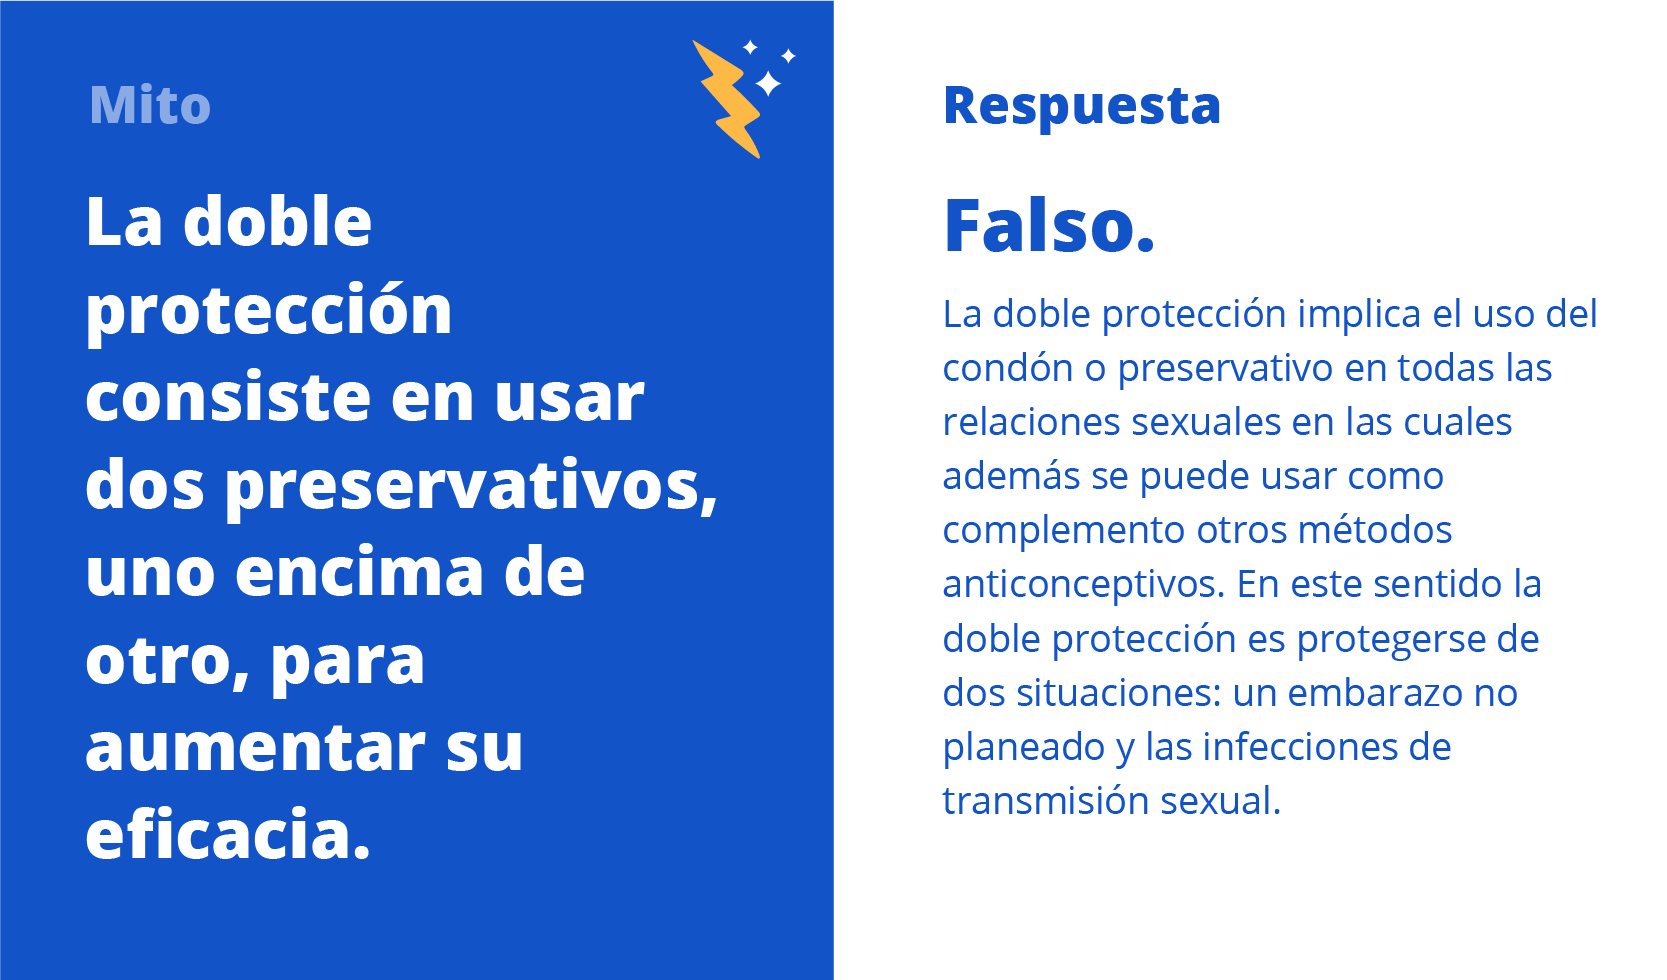 Mito
La doble
protección
consiste en usar
dos preservativos,
uno encima de
otro, para
aumentar su
eficacia.
Respuesta
Falso.
La doble protección implica el uso del
condón o preservativo en todas las
relaciones sexuales en las cuales
además se puede usar como
complemento otros métodos
anticonceptivos. En este sentido la
doble protección es protegerse de
dos situaciones: un embarazo no
planeado y las infecciones de
transmisión sexual.